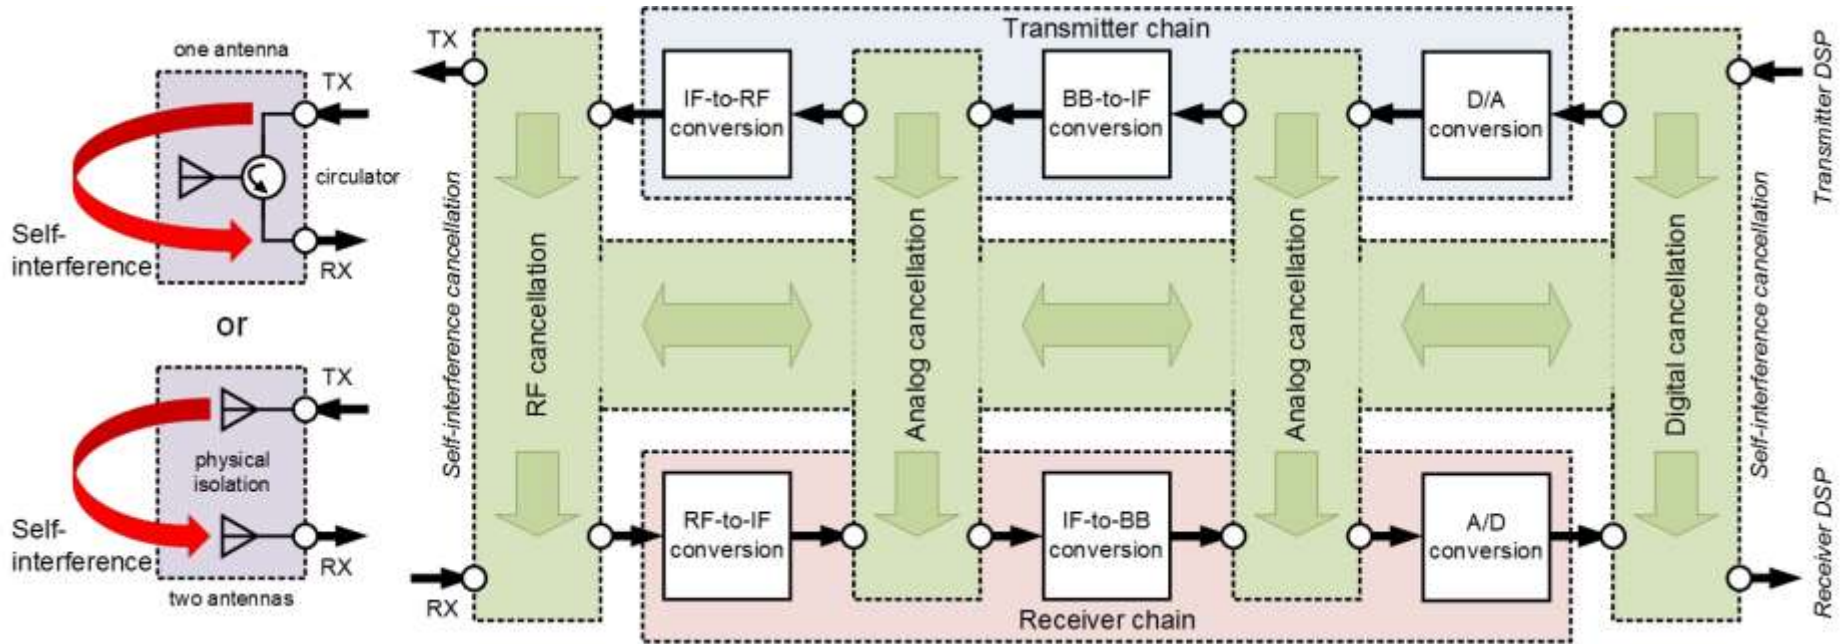 one antenna
TX
circulator
Self-
interference
RX
or
TX
physical
isolation
Self-
interference
RX
two antennas
TX
Self-interference cancellation
RF cancellation
RX
Transmitter chain
IF-to-RF
conversion
BB-to-IF
conversion
D/A
conversion
Analog cancellation
Analog cancellation
Digital cancellation
RF-to-IF
conversion
IF-to-BB
conversion
A/D
conversion
Receiver chain
Self-interference cancellation
Transmitter DSP
Receiver DSP